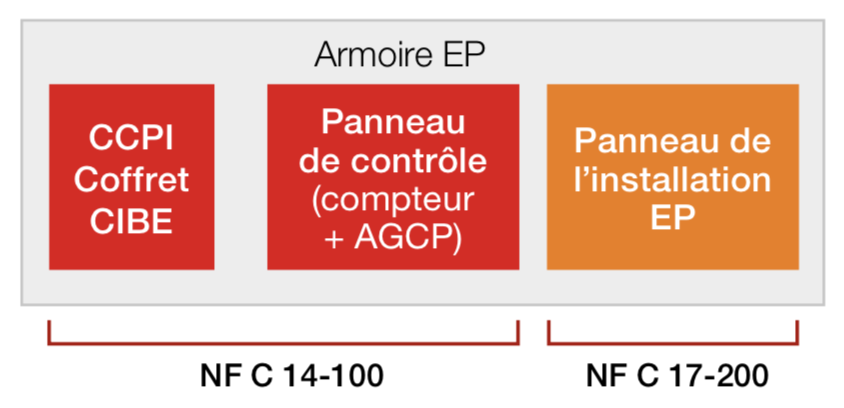 Armoire EP
CCPI
Coffret
CIBE
Panneau
de contrôle
(compteur
+ AGCP)
Panneau de
l’installation
EP
NF C 14-100
NF C 17-200